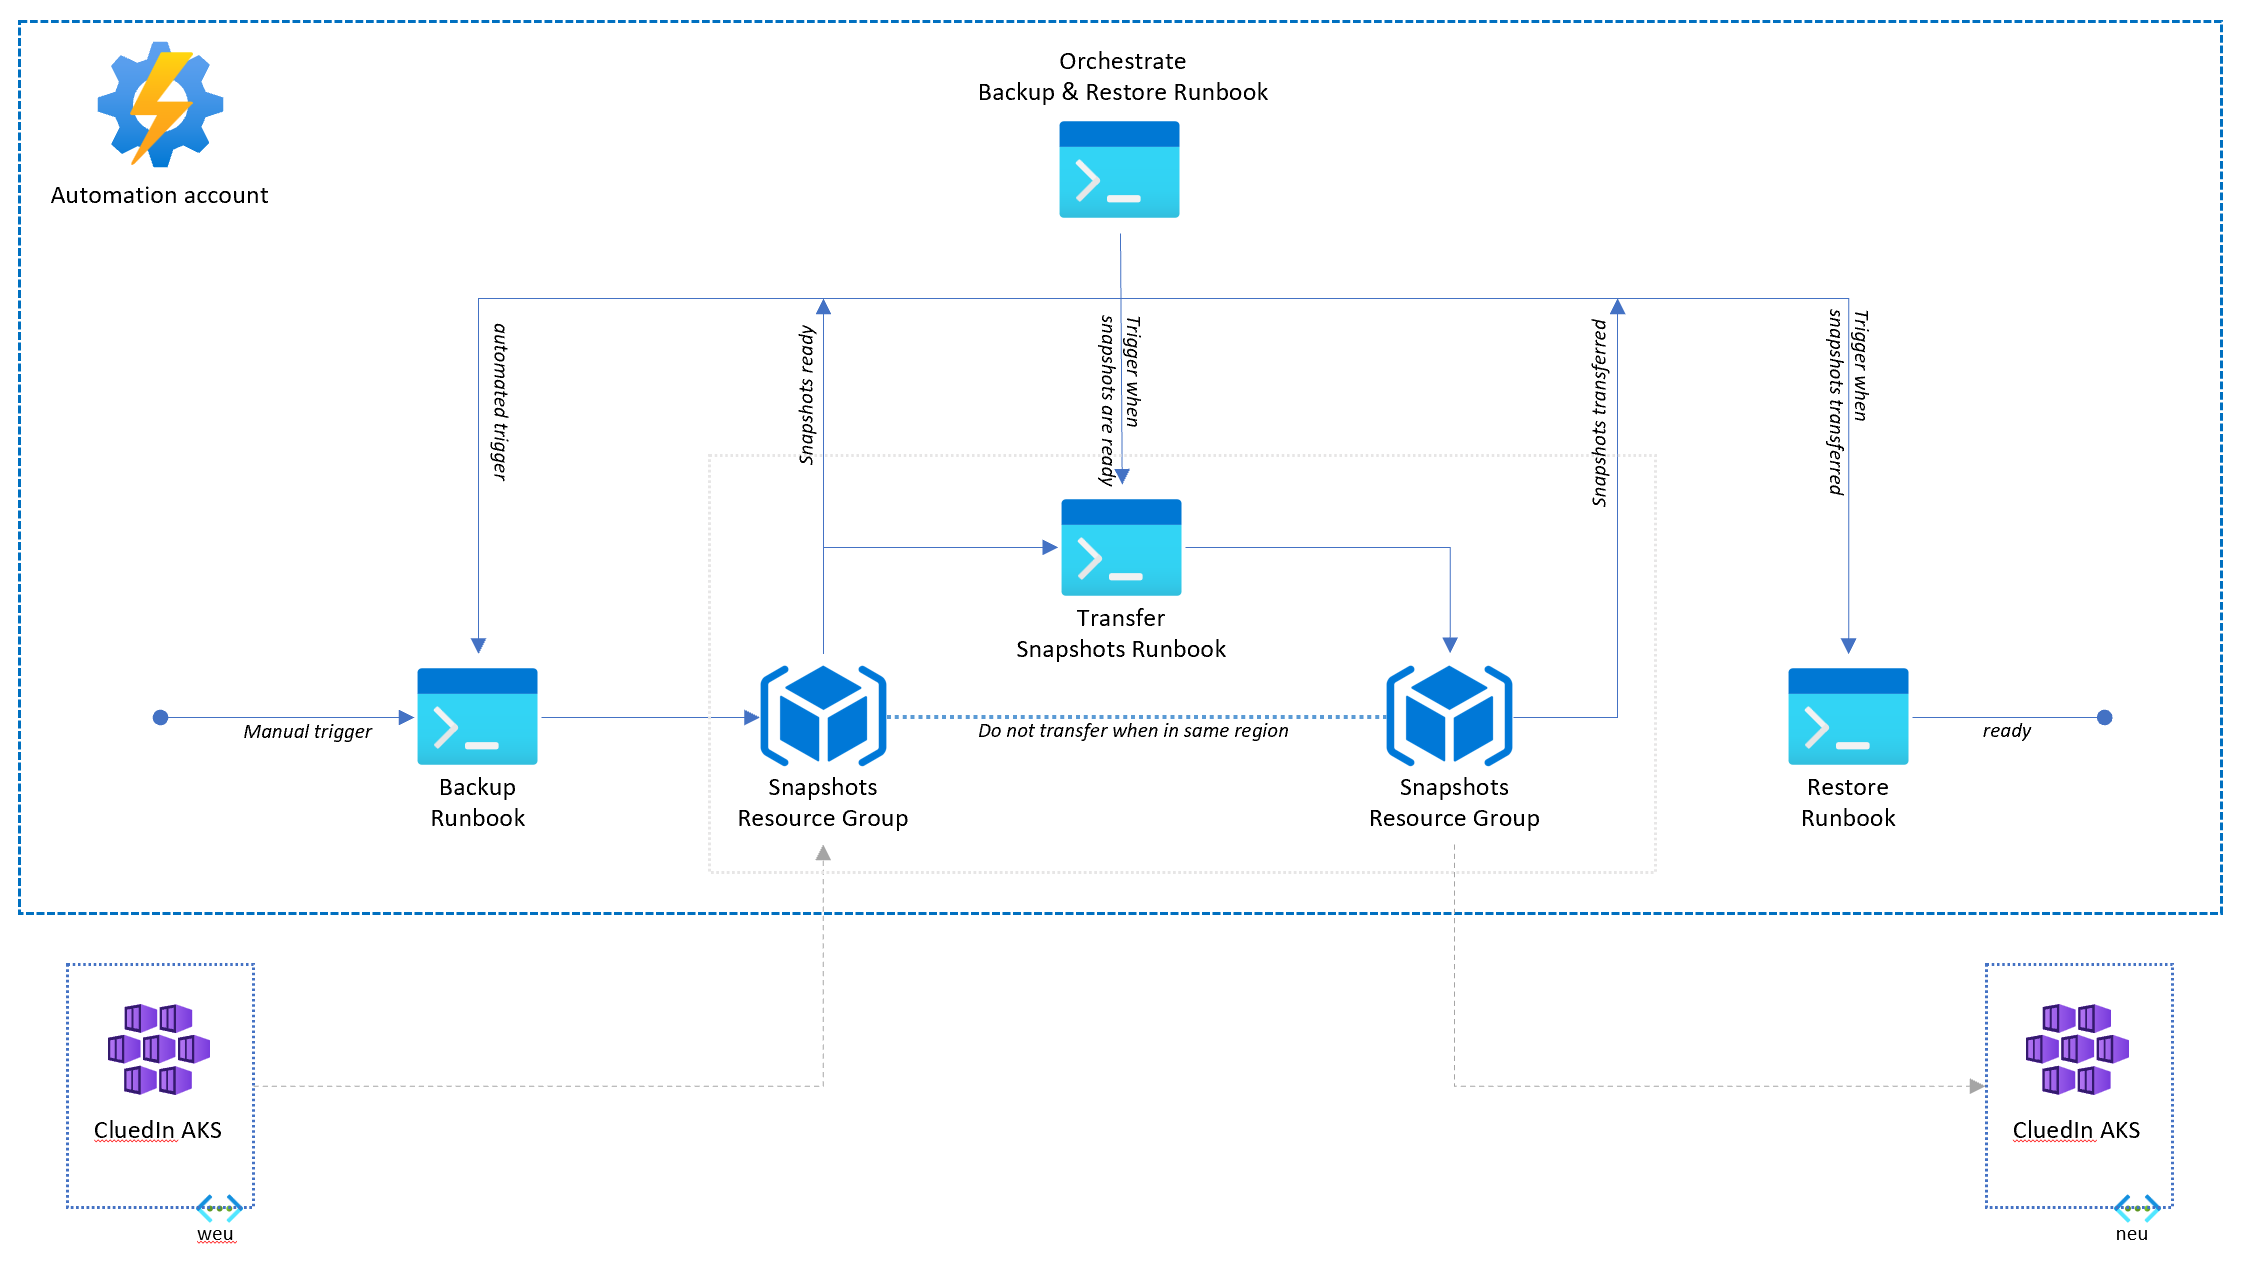 Orchestrate
Backup & Restore Runbook
Automation account
automated trigger
Snapshots ready
Trigger when
snapshots are ready
Snapshots transferred
Trigger when
snapshots transferred
Transfer
Snapshots Runbook
Manual trigger
Do not transfer when in same region
ready
Backup
Runbook
Snapshots
Resource Group
Snapshots
Resource Group
Restore
Runbook
CluedIn AKS
CluedIn AKS
weu
neu